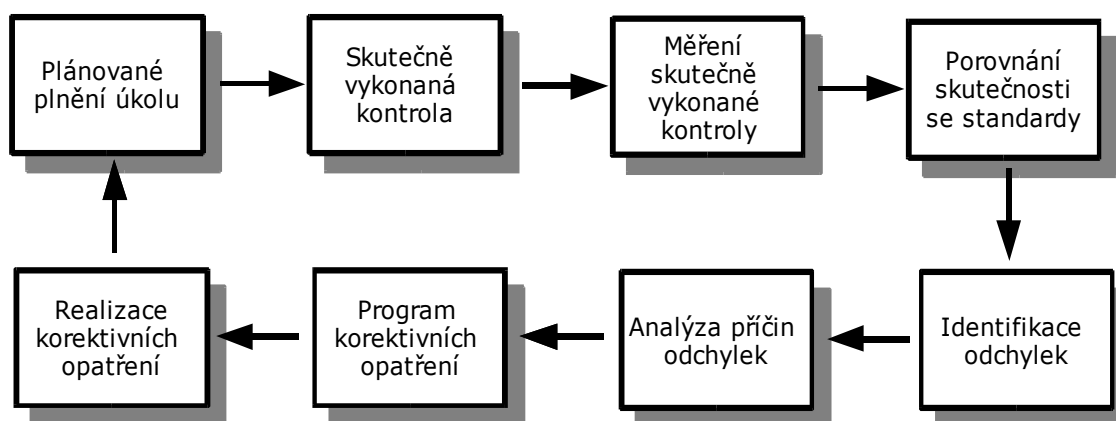 Plánované
plnění úkolu
Skutečně
vykonaná
kontrola
Měření
skutečně
vykonané
kontroly
Porovnání
skutečnosti
se standardy
Realizace
korektivních
opatření
Program
korektivních
opatření
Analýza příčin
odchylek
Identifikace
odchylek